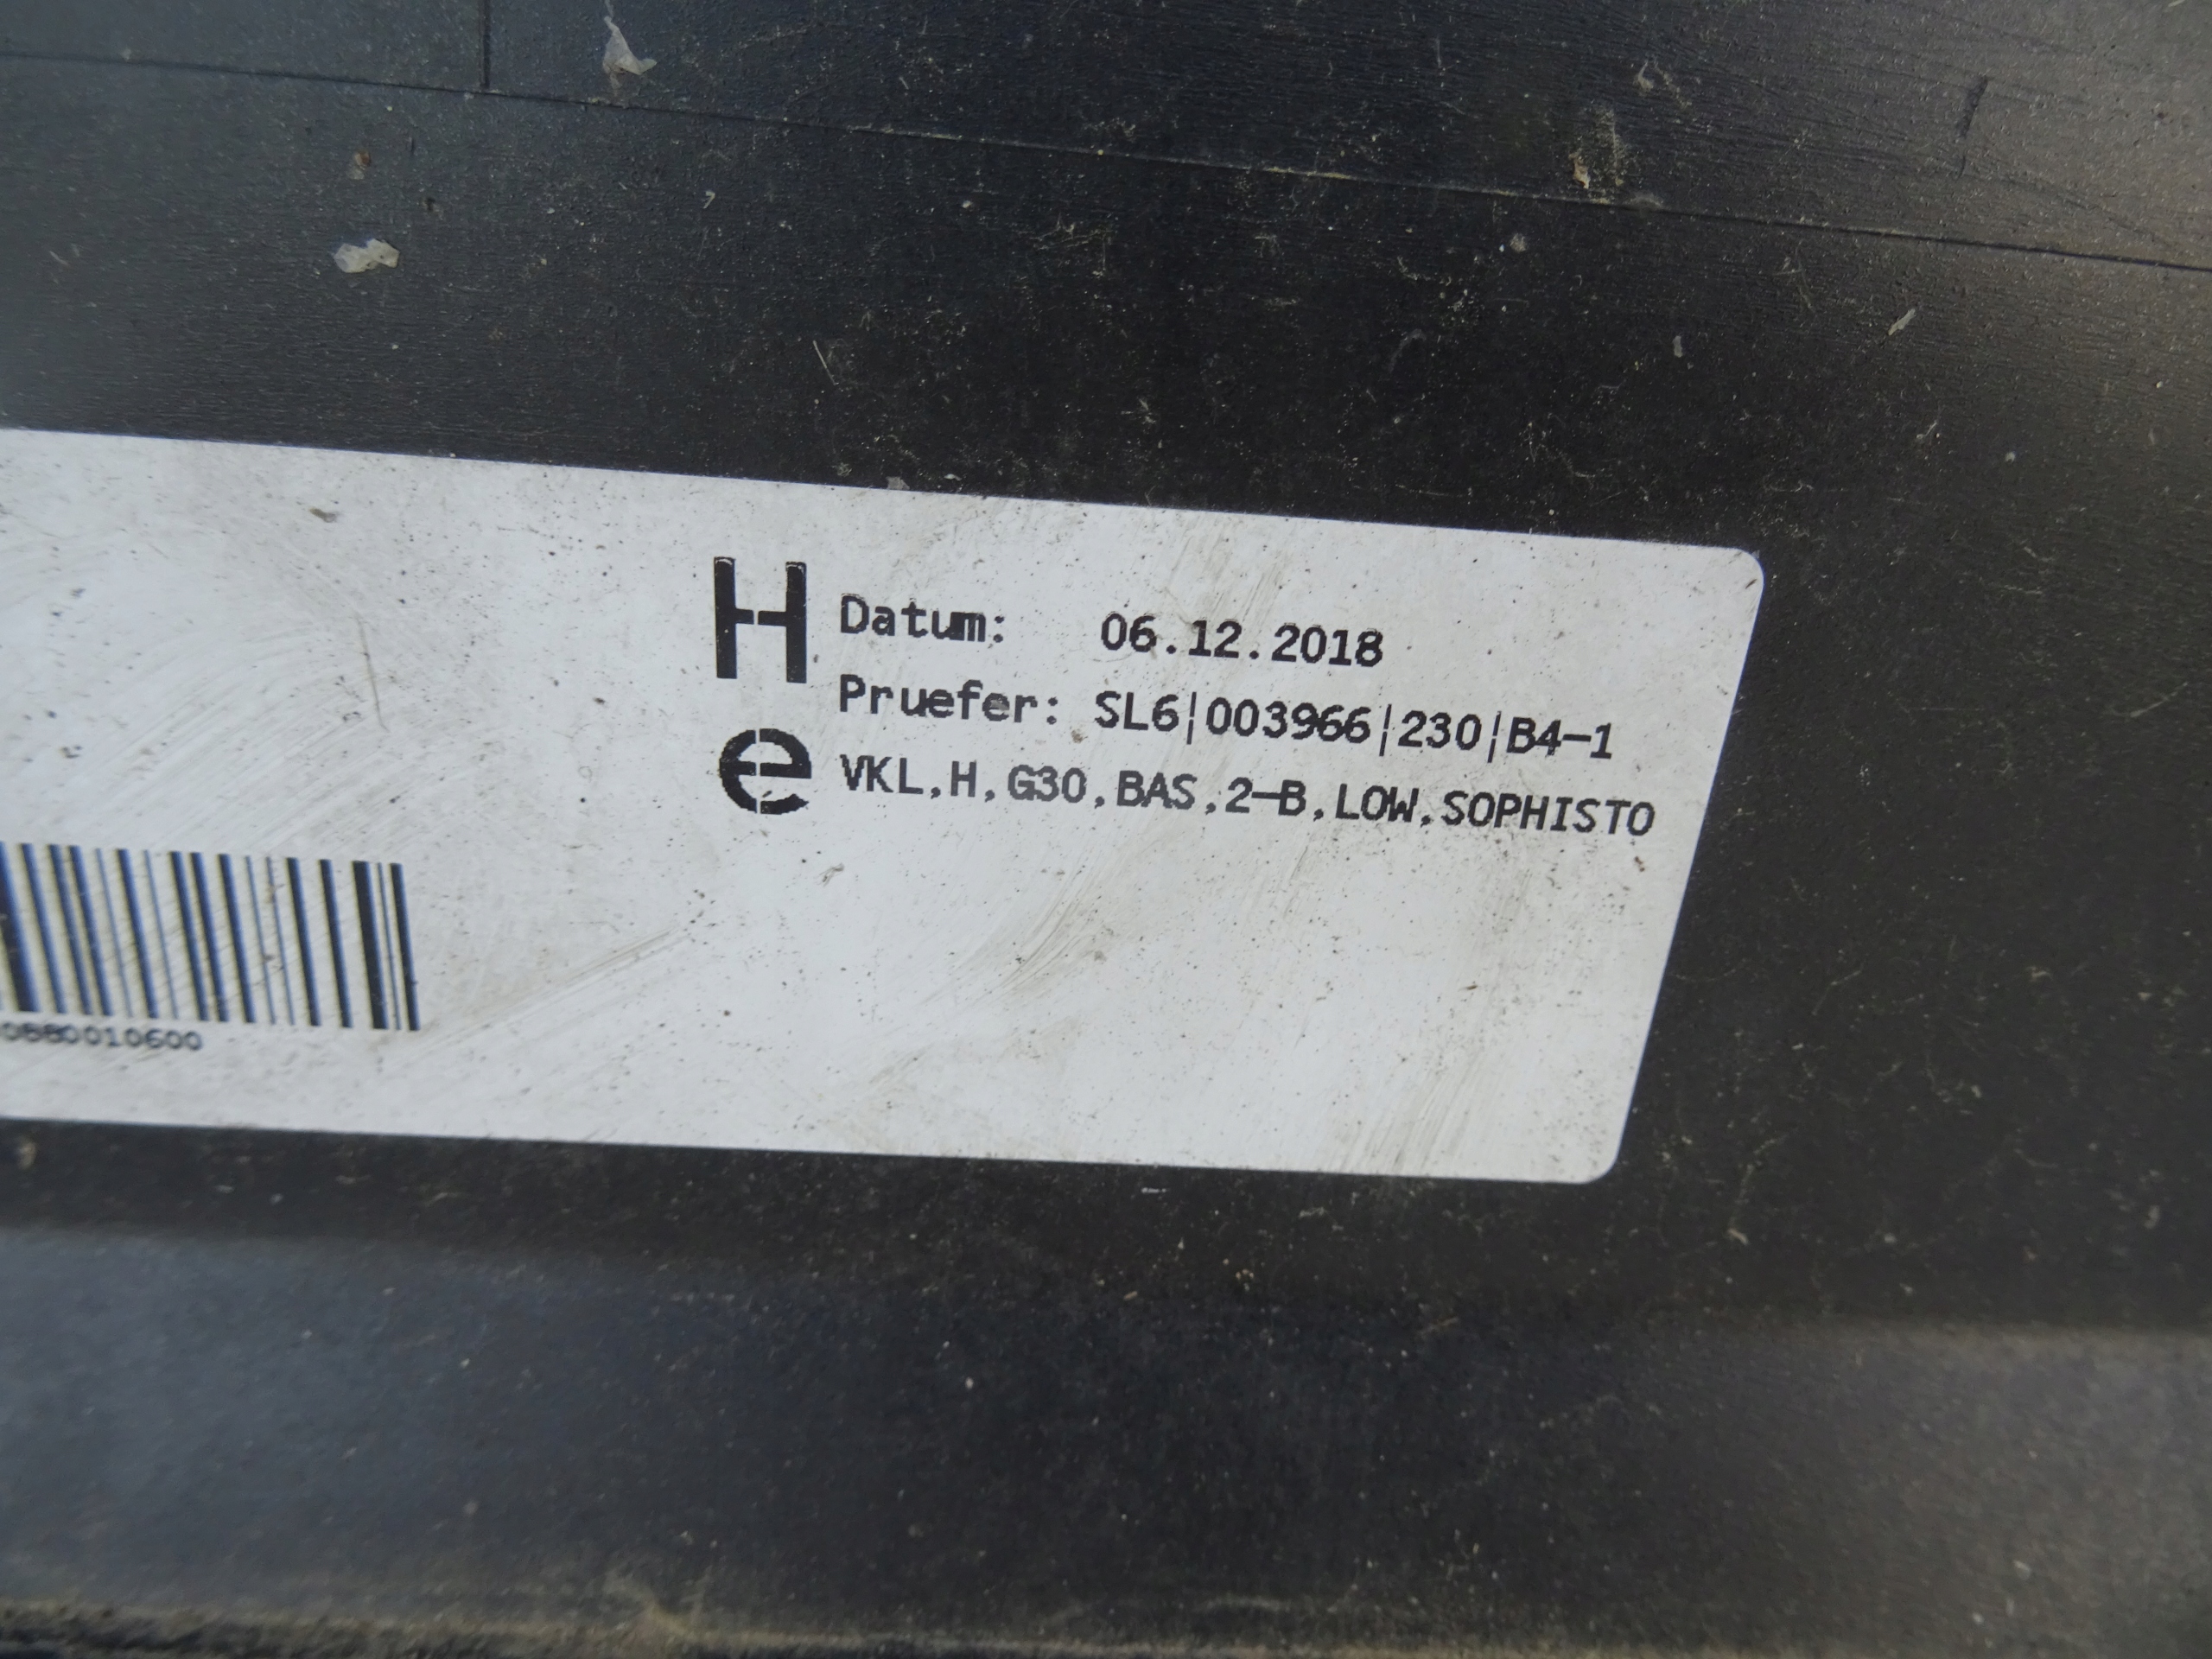 H
Datum: 06.12.2018
Pruefer: SL6|003966|230|B4-1
e
VKL,H,G30,BAS,2-B,LOW,SOPHISTO
0880010600